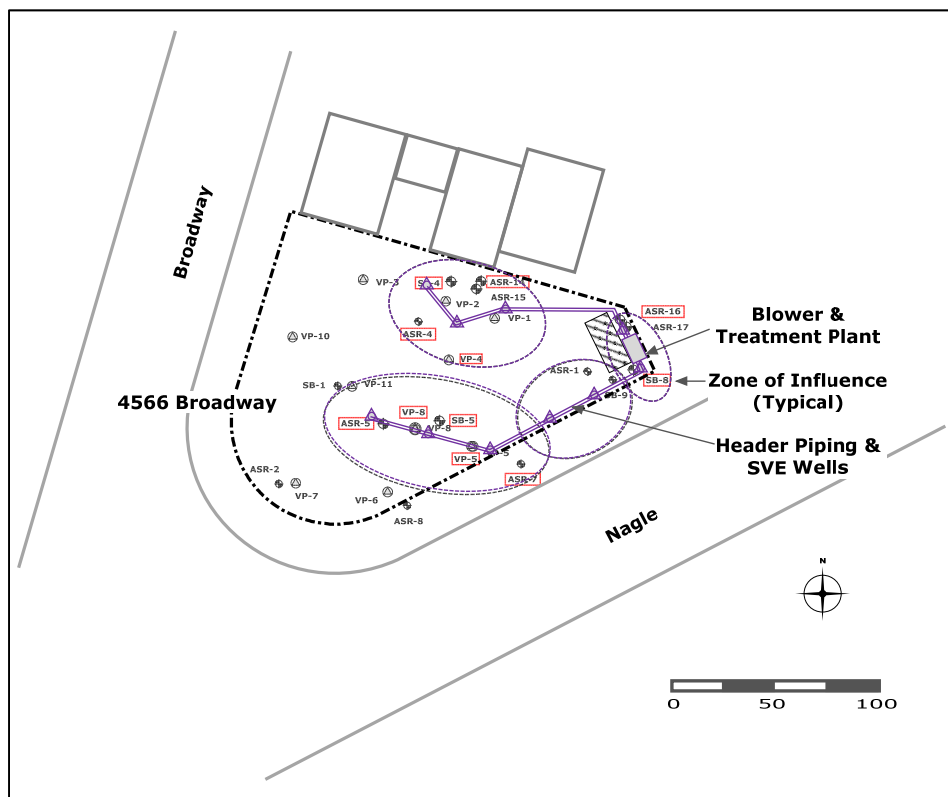 Broadway
VP-3
ASR-14
VP-2
ASR-15
ASR-16
VP-1
ASR-4
ASR-17
Blower &
Treatment Plant
VP-10
VP-4
ASR-1
SB-8
Zone of Influence
(Typical)
SB-1
VP-11
SB-9
4566 Broadway
VP-8
SB-5
ASR-5
VP-8
Header Piping &
SVE Wells
VP-5
ASR-7
ASR-2
VP-7
VP-6
ASR-8
Nagle
N
0 50 100